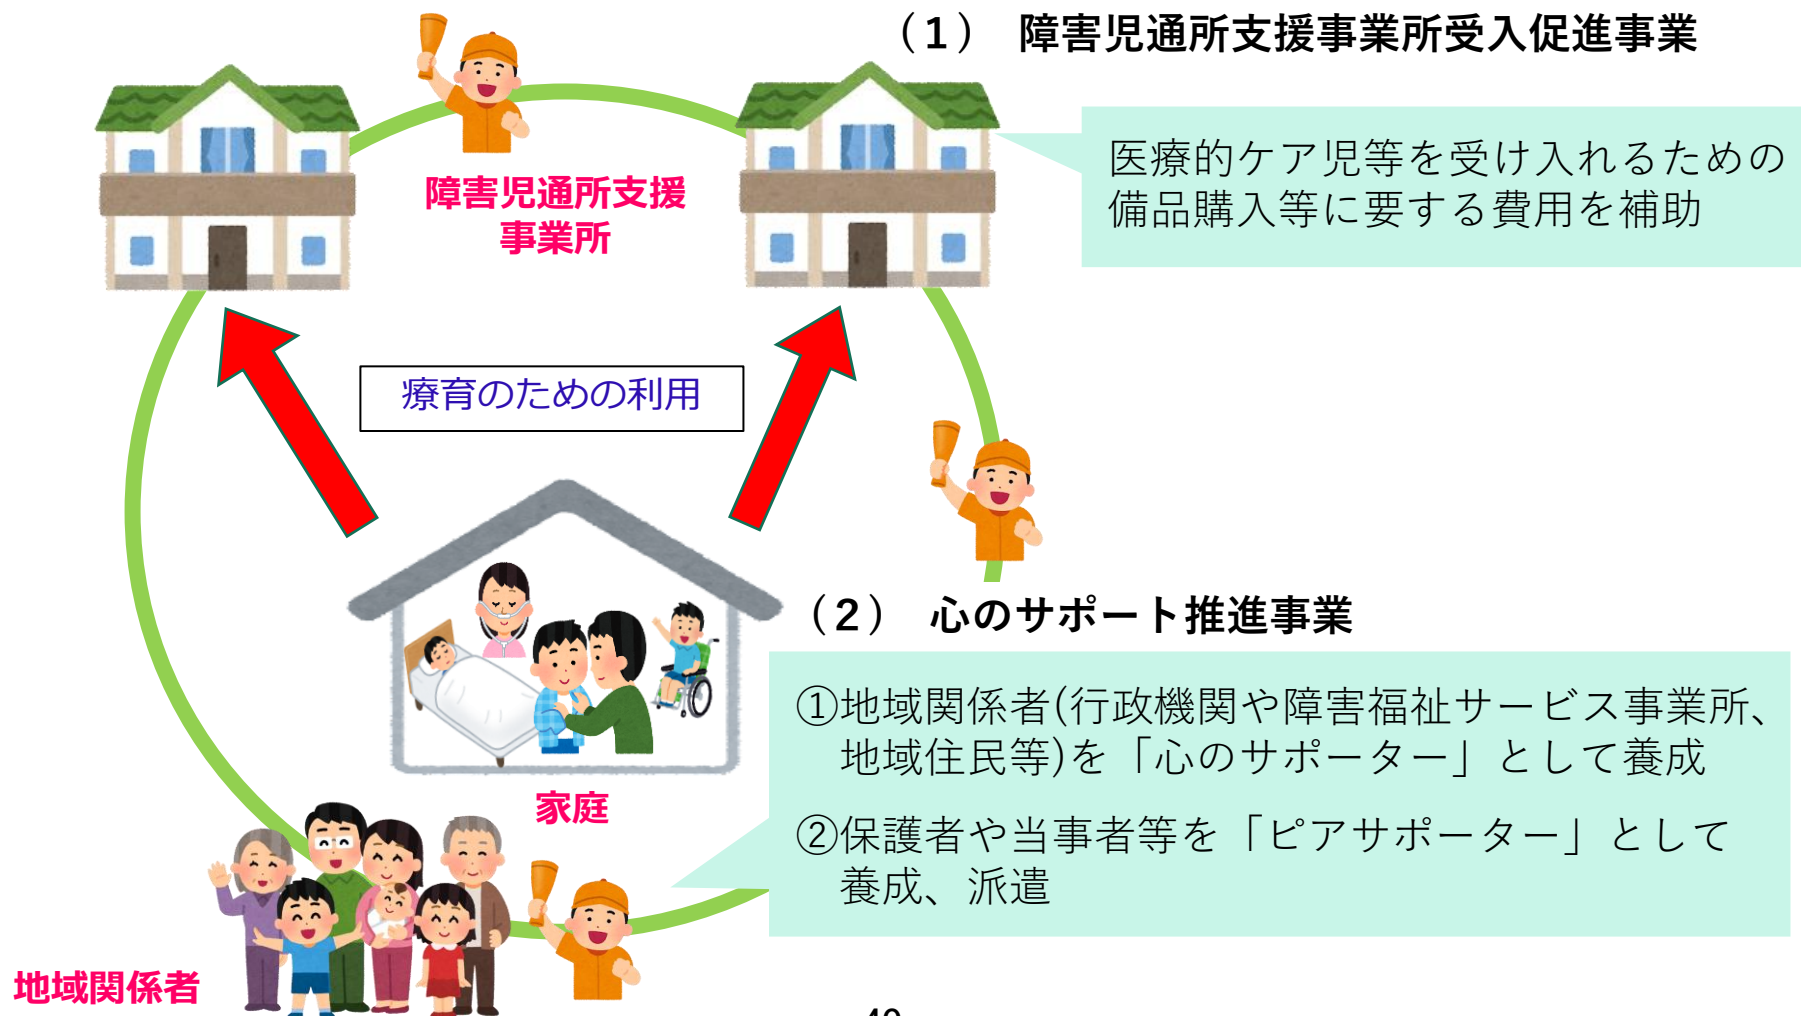 （１）　障害児通所支援事業所受入促進事業
医療的ケア児等を受け入れるための
備品購入等に要する費用を補助
障害児通所支援
事業所
療育のための利用
（２）　心のサポート推進事業
①地域関係者(行政機関や障害福祉サービス事業所、
地域住民等)を「心のサポーター」として養成
②保護者や当事者等を「ピアサポーター」として
養成、派遣
家庭
地域関係者